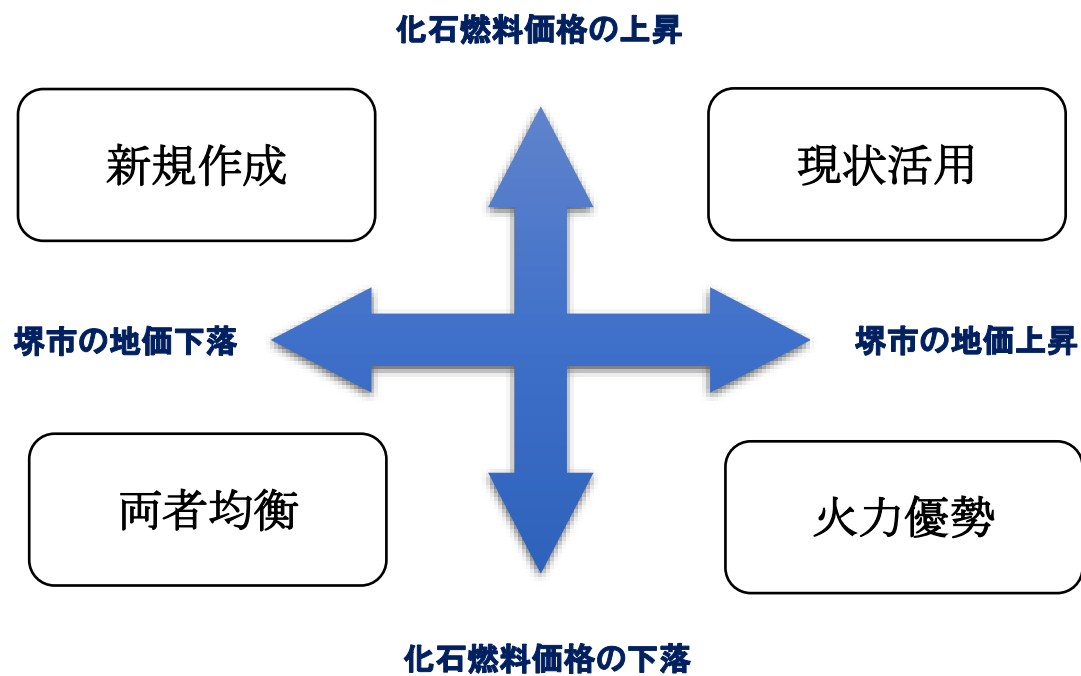 化石燃料価格の上昇
新規作成
現状活用
堺市の地価下落
堺市の地価上昇
両者均衡
火力優勢
化石燃料価格の下落